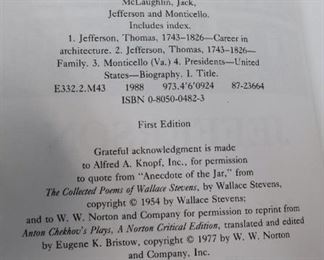 McLaughlin, Jack,
Jefferson and Monticello.
Includes index.
1. Jefferson, Thomas, 1743–1826—Career in
architecture. 2. Jefferson, Thomas, 1743–1826—
Family. 3. Monticello (Va.) 4. Presidents—United
States—Biography. 1. Title.
E332.2.M43 1988 973.4'6'0924 87-23664
ISBN 0-8050-0482-3
First Edition
Grateful acknowledgment is made
to Alfred A. Knopf, Inc., for permission
to quote from "Anecdote of the Jar," from
The Collected Poems of Wallace Stevens, by Wallace Stevens,
copyright © 1954 by Wallace Stevens;
and to W. W. Norton and Company for permission to reprint from
Anton Chekhov's Plays, A Norton Critical Edition, translated and edited
by Eugene K. Bristow, copyright © 1977 by W. W. Norton
and Company, Inc.